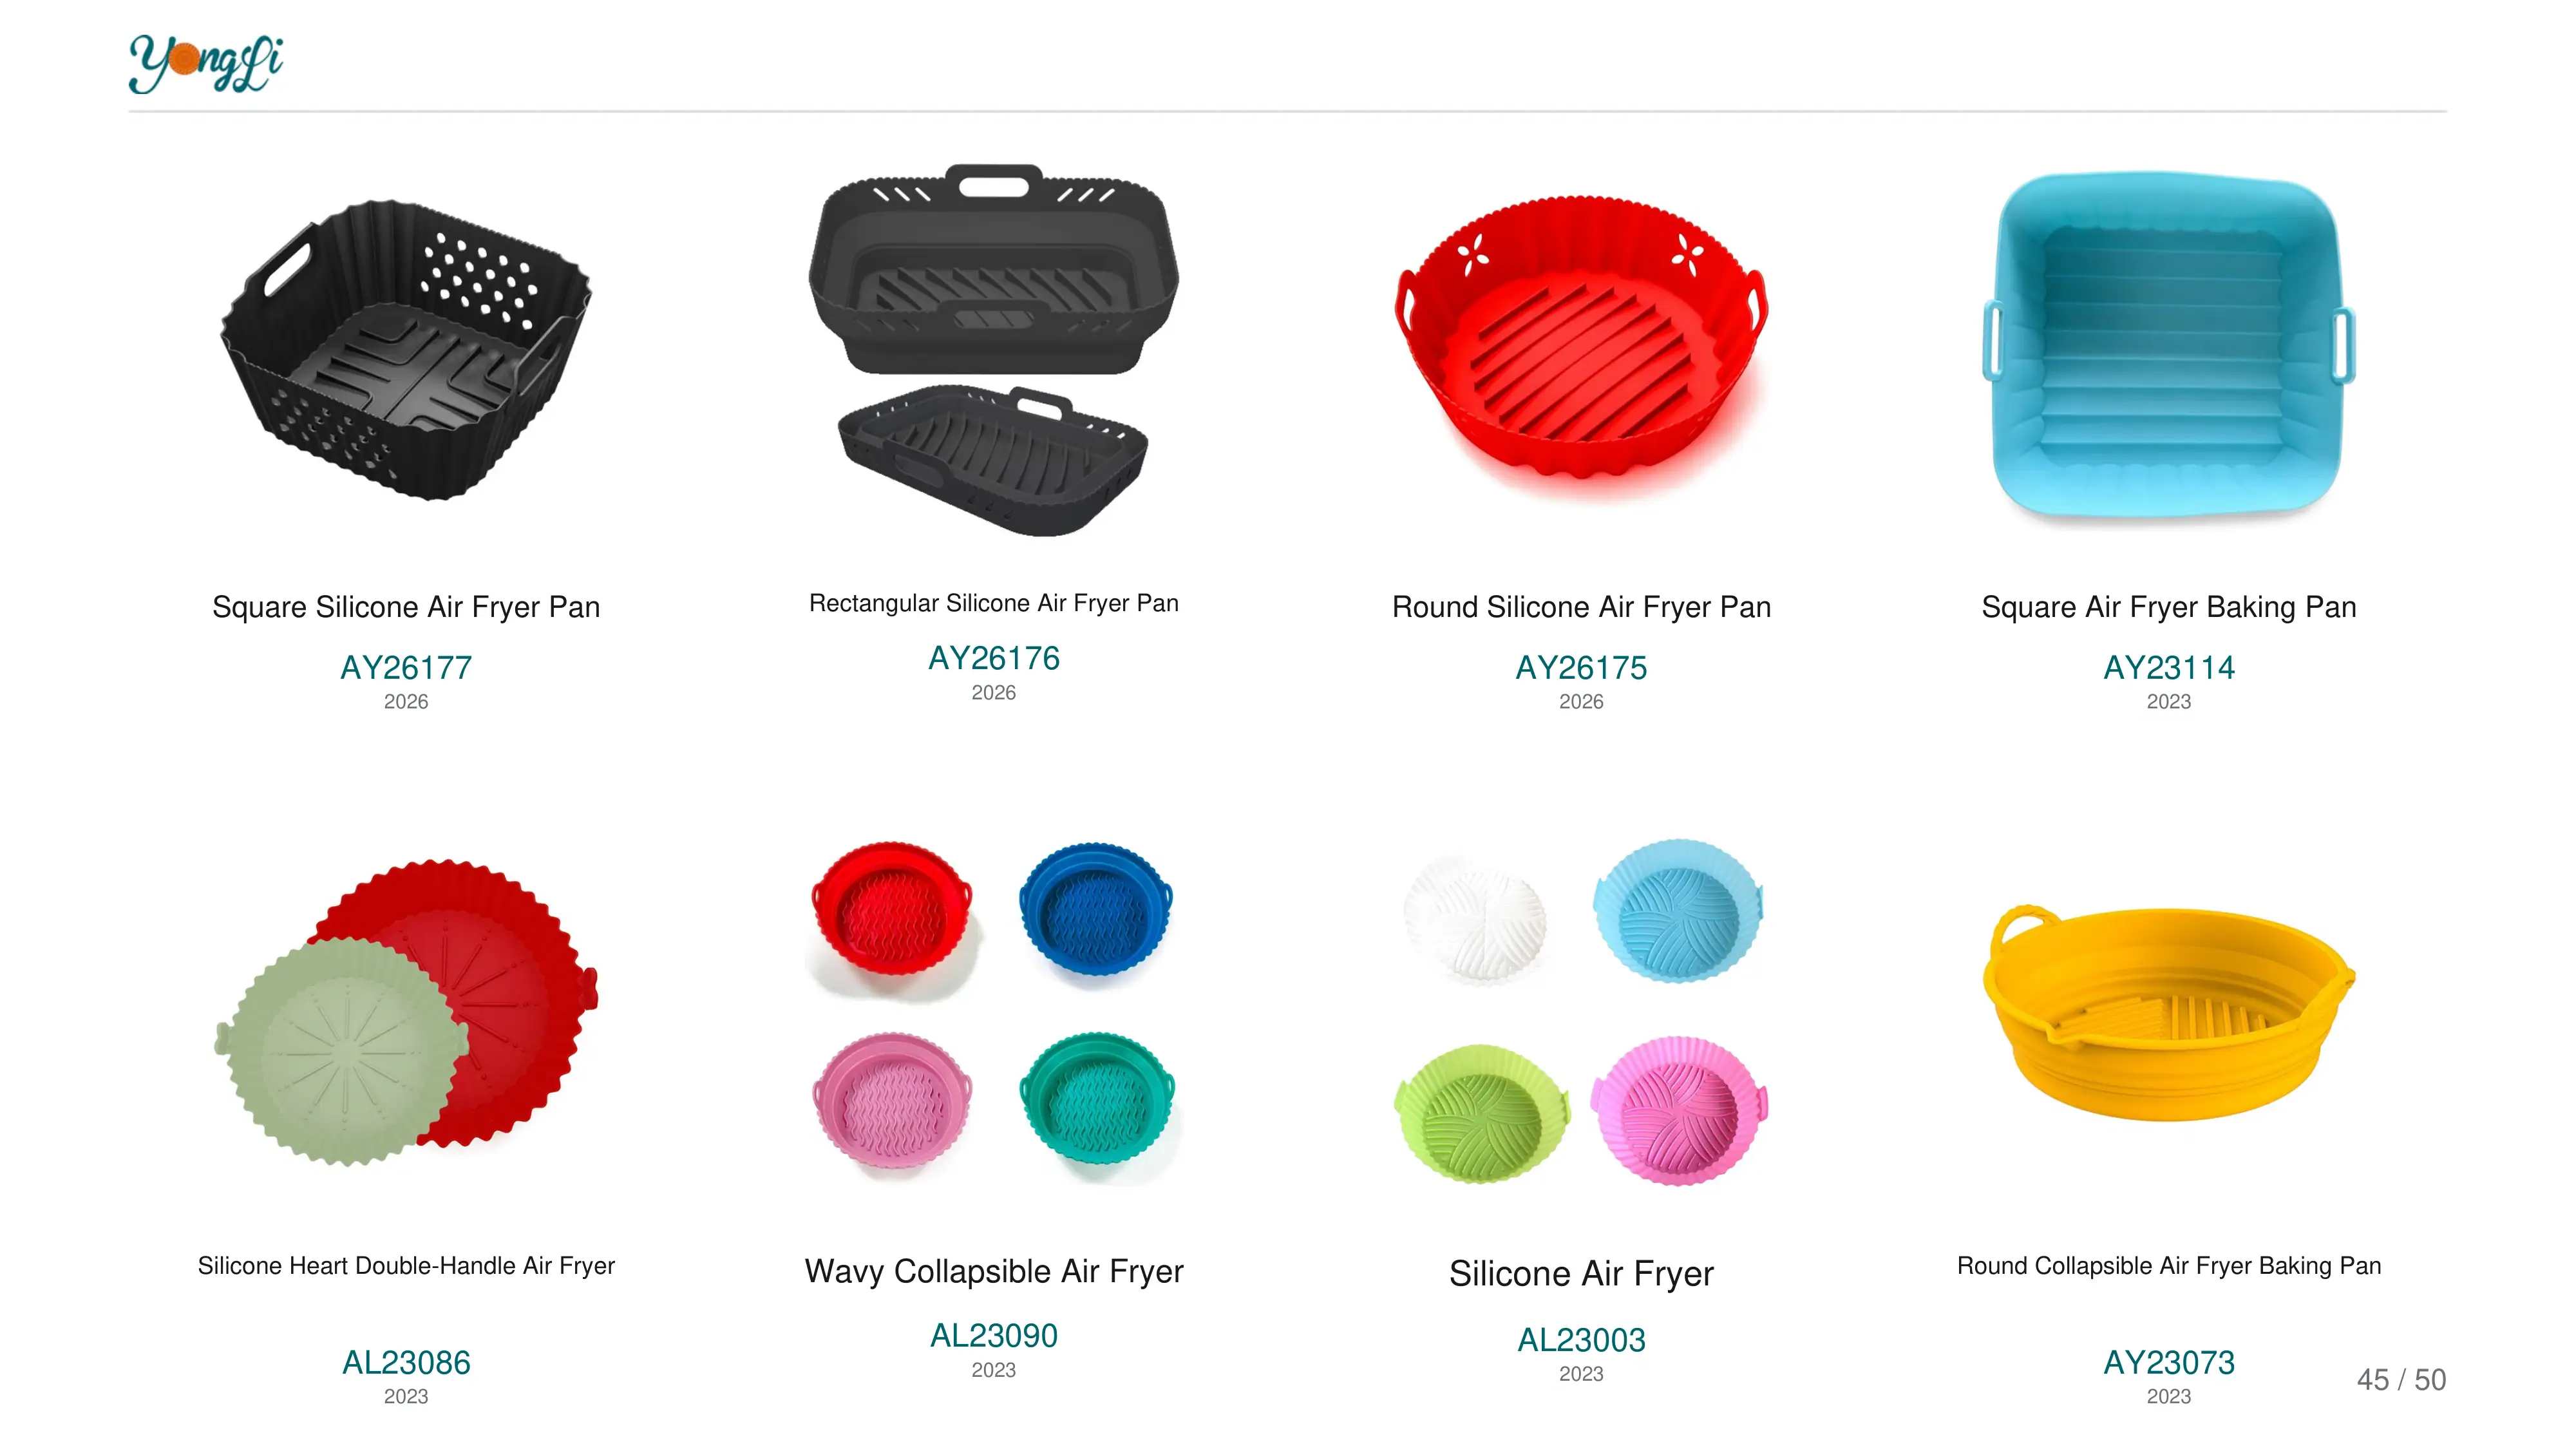 YongLi
Square Silicone Air Fryer Pan
AY26177
2026
Rectangular Silicone Air Fryer Pan
AY26176
2026
Round Silicone Air Fryer Pan
AY26175
2026
Square Air Fryer Baking Pan
AY23114
2023
Silicone Heart Double-Handle Air Fryer
AL23086
2023
Wavy Collapsible Air Fryer
AL23090
2023
Silicone Air Fryer
AL23003
2023
Round Collapsible Air Fryer Baking Pan
AY23073
2023
45 / 50